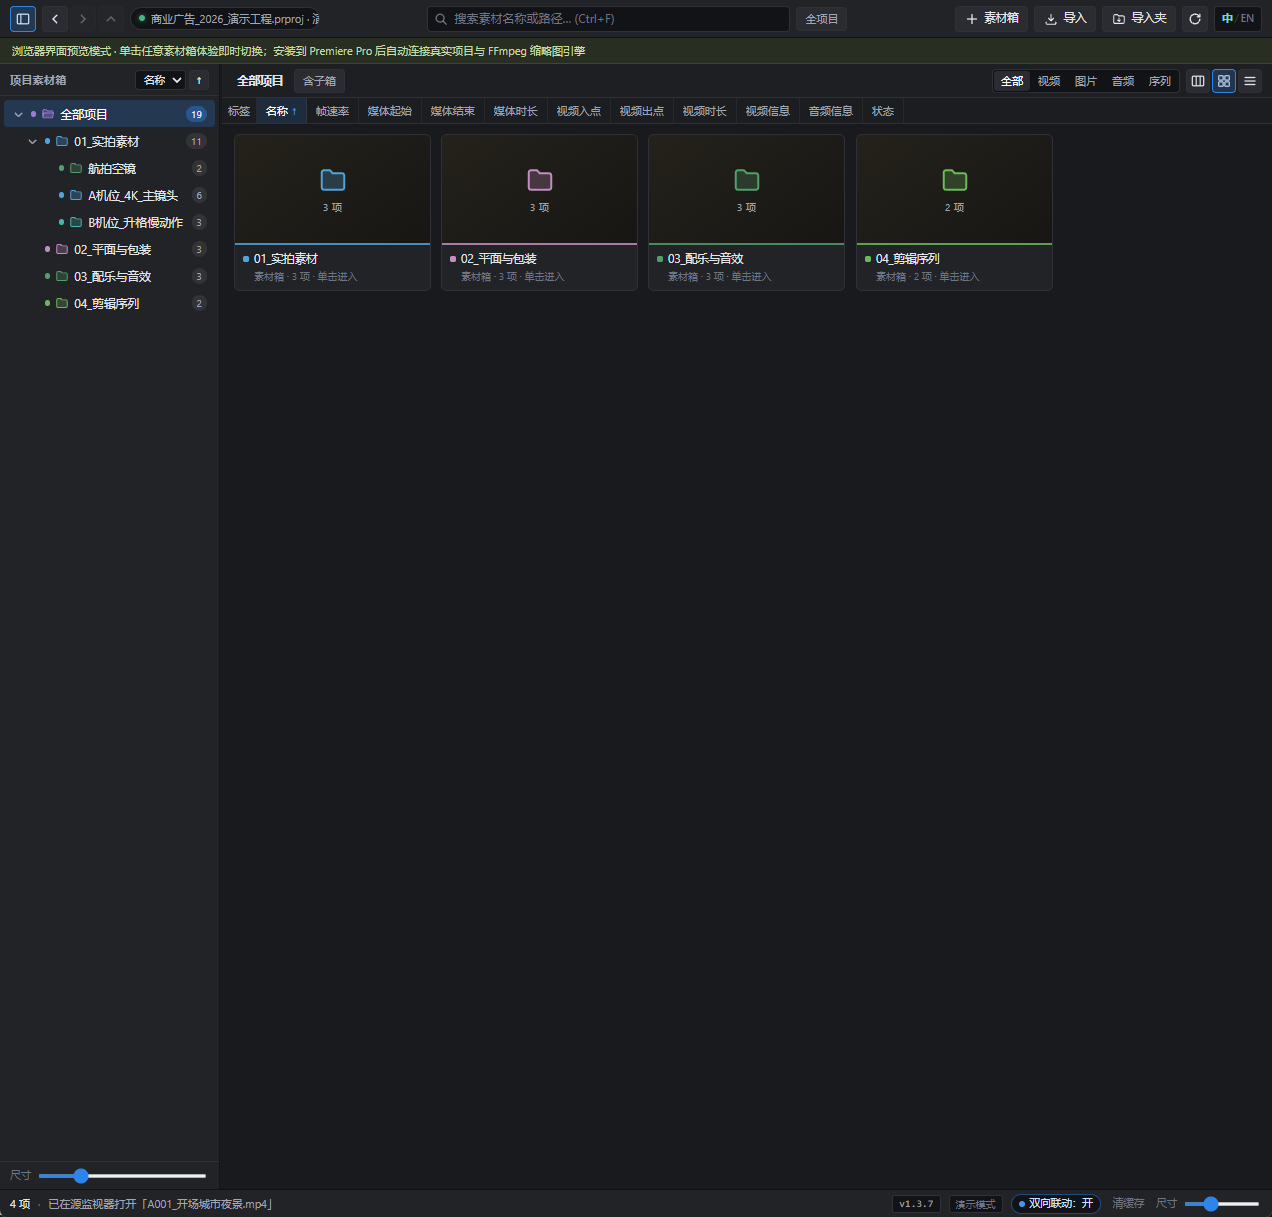 商业广告_2026_演示工程.prproj · 
搜索素材名称或路径... (Ctrl+F)
全项目
素材箱
导入
导入夹
中 / EN
浏览器界面预览模式 · 单击任意素材箱体验即时切换；安装到 Premiere Pro 后自动连接真实项目与 FFmpeg 缩略图引擎
项目素材箱
名称
↑
全部项目
19
01_实拍素材
11
航拍空镜
2
A机位_4K_主镜头
6
B机位_升格慢动作
3
02_平面与包装
3
03_配乐与音效
3
04_剪辑序列
2
全部项目
含子箱
全部
视频
图片
音频
序列
标签
名称 ↑
帧速率
媒体起始
媒体结束
媒体时长
视频入点
视频出点
视频时长
视频信息
音频信息
状态
3 项
01_实拍素材
素材箱 · 3 项 · 单击进入
3 项
02_平面与包装
素材箱 · 3 项 · 单击进入
3 项
03_配乐与音效
素材箱 · 3 项 · 单击进入
2 项
04_剪辑序列
素材箱 · 2 项 · 单击进入
尺寸
4 项 · 已在源监视器打开「A001_开场城市夜景.mp4」
v1.3.7
演示模式
双向联动：开
清缓存
尺寸